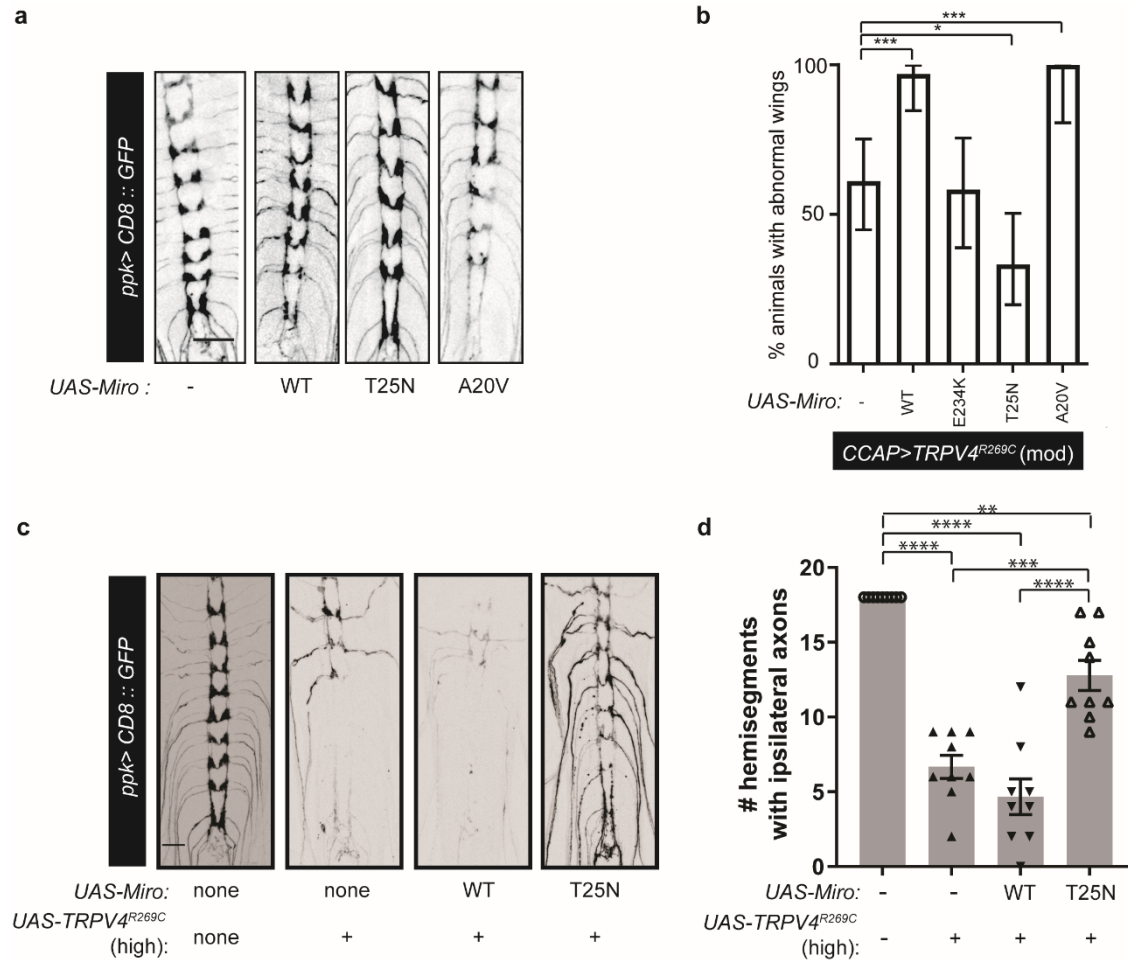 a
ppk> CD8 :: GFP
UAS-Miro : - WT T25N A20V
b
***
*
***
% animals with abnormal wings
100
50
0
UAS-Miro: - WT E234K T25N A20V
CCAP>TRPV4R269C (mod)
c
ppk> CD8 :: GFP
UAS-Miro: none none WT T25N
UAS-TRPV4R269C
(high): none + + +
d
**
****
**** ***
****
# hemisegments
with ipsilateral axons
20
15
10
5
0
UAS-Miro: - - WT T25N
UAS-TRPV4R269C
(high): - + + +